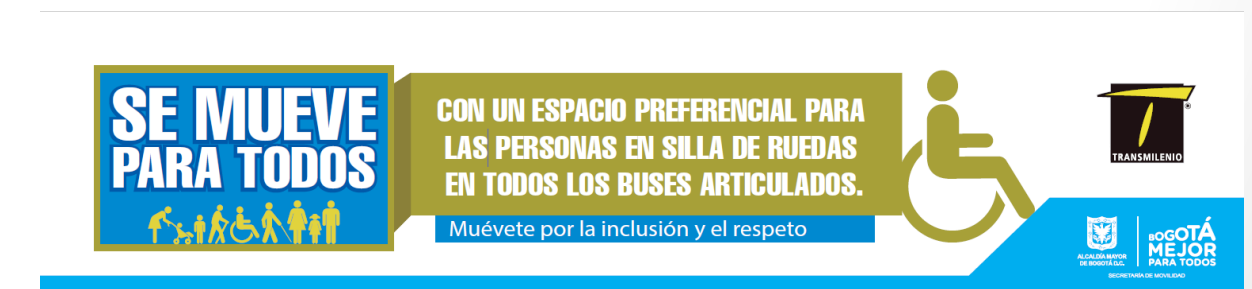 SE MUEVE
PARA TODOS
CON UN ESPACIO PREFERENCIAL PARA
LAS PERSONAS EN SILLA DE RUEDAS
EN TODOS LOS BUSES ARTICULADOS.
Muévete por la inclusión y el respeto
TRANSMILENIO
ALCALDÍA MAYOR
DE BOGOTÁ D.C.
BOGOTÁ
MEJOR
PARA TODOS
SECRETARÍA DE MOVILIDAD